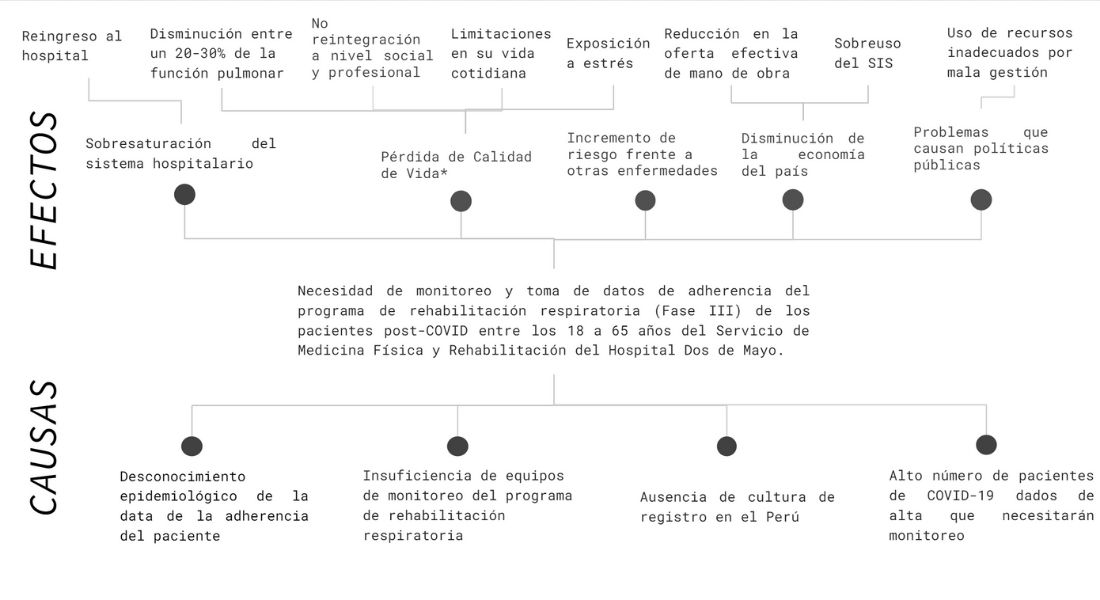 Reingreso al
hospital
Disminución entre
un 20-30% de la
función pulmonar
No
reintegración
a nivel social
y profesional
Limitaciones
en su vida
cotidiana
Exposición
a estrés
Reducción en la
oferta efectiva
de mano de obra
Sobreuso
del SIS
Uso de recursos
inadecuados por
mala gestión
EFECTOS
Sobresaturación del
sistema hospitalario
Pérdida de Calidad
de Vida*
Incremento de
riesgo frente a
otras enfermedades
Disminución de
la economía
del país
Problemas que
causan políticas
públicas
Necesidad de monitoreo y toma de datos de adherencia del
programa de rehabilitación respiratoria (Fase III) de los
pacientes post-COVID entre los 18 a 65 años del Servicio de
Medicina Física y Rehabilitación del Hospital Dos de Mayo.
CAUSAS
Desconocimiento
epidemiológico de la
data de la adherencia
del paciente
Insuficiencia de equipos
de monitoreo del programa
de rehabilitación
respiratoria
Ausencia de cultura de
registro en el Perú
Alto número de pacientes
de COVID-19 dados de
alta que necesitarán
monitoreo